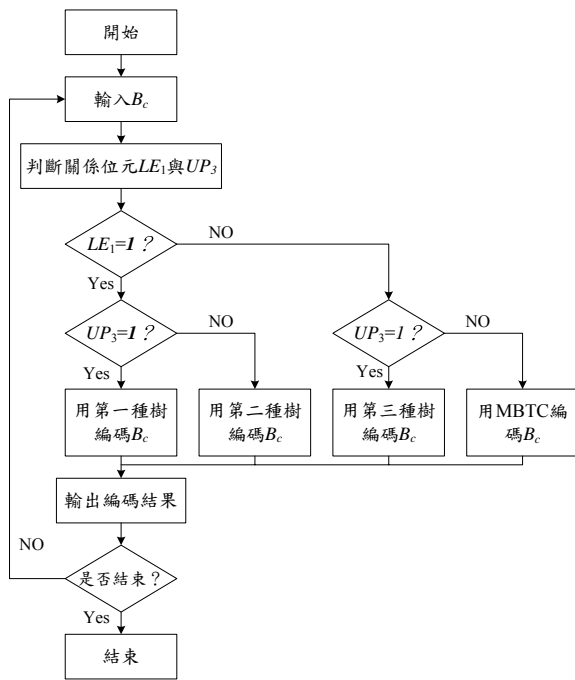 開始
輸入Bc
判斷關係位元LE1與UP3
LE1=1？
NO
Yes
UP3=1？
NO
UP3=1？
NO
Yes
Yes
用第一種樹
編碼Bc
用第二種樹
編碼Bc
用第三種樹
編碼Bc
用MBTC編
碼Bc
輸出編碼結果
NO
是否結束？
Yes
結束